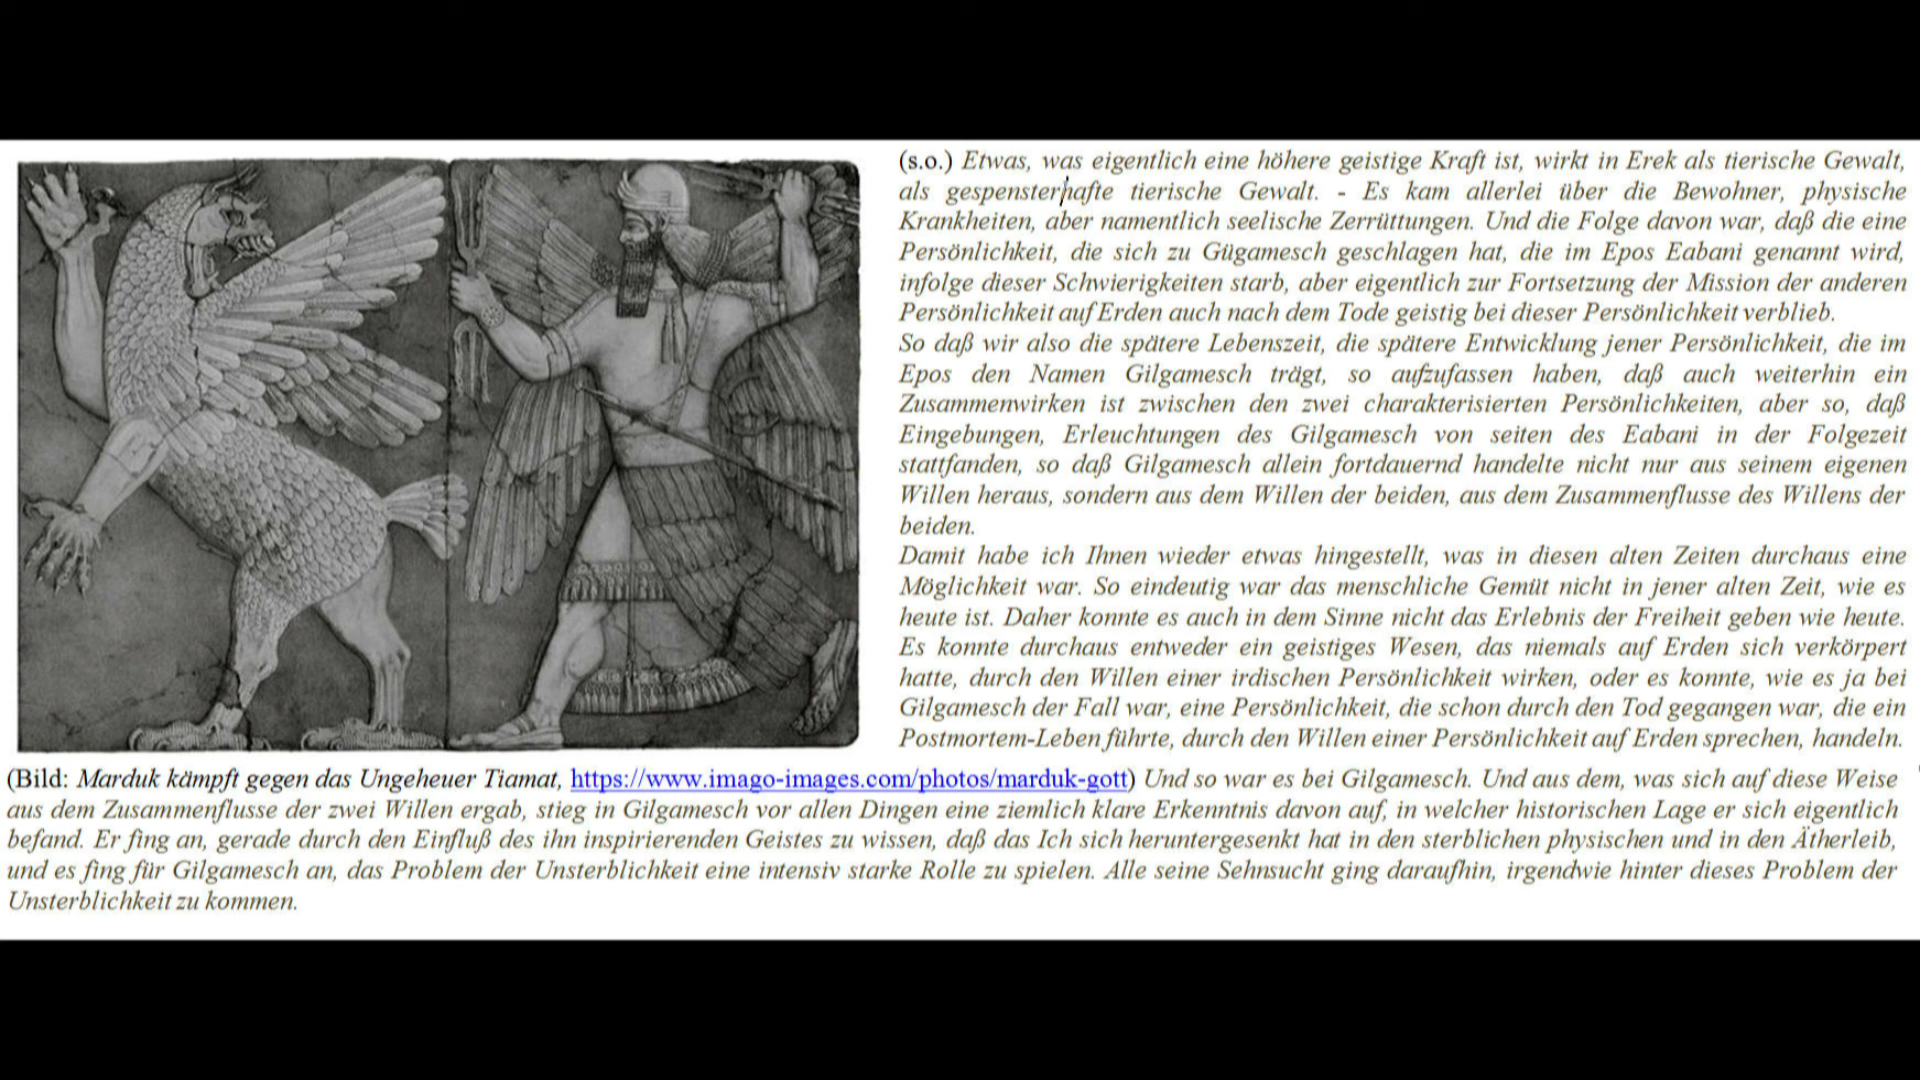 (s.o.) Etwas, was eigentlich eine höhere geistige Kraft ist, wirkt in Erek als tierische Gewalt,
als gespensterhafte tierische Gewalt. - Es kam allerlei über die Bewohner, physische
Krankheiten, aber namentlich seelische Zerrüttungen. Und die Folge davon war, daß die eine
Persönlichkeit, die sich zu Gügamesch geschlagen hat, die im Epos Eabani genannt wird,
infolge dieser Schwierigkeiten starb, aber eigentlich zur Fortsetzung der Mission der anderen
Persönlichkeit auf Erden auch nach dem Tode geistig bei dieser Persönlichkeit verblieb.
So daß wir also die spätere Lebenszeit, die spätere Entwicklung jener Persönlichkeit, die im
Epos den Namen Gilgamesch trägt, so aufzufassen haben, daß auch weiterhin ein
Zusammenwirken ist zwischen den zwei charakterisierten Persönlichkeiten, aber so, daß
Eingebungen, Erleuchtungen des Gilgamesch von seiten des Eabani in der Folgezeit
stattfanden, so daß Gilgamesch allein fortdauernd handelte nicht nur aus seinem eigenen
Willen heraus, sondern aus dem Willen der beiden, aus dem Zusammenflusse des Willens der
beiden.
Damit habe ich Ihnen wieder etwas hingestellt, was in diesen alten Zeiten durchaus eine
Möglichkeit war. So eindeutig war das menschliche Gemüt nicht in jener alten Zeit, wie es
heute ist. Daher konnte es auch in dem Sinne nicht das Erlebnis der Freiheit geben wie heute.
Es konnte durchaus entweder ein geistiges Wesen, das niemals auf Erden sich verkörpert
hatte, durch den Willen einer irdischen Persönlichkeit wirken, oder es konnte, wie es ja bei
Gilgamesch der Fall war, eine Persönlichkeit, die schon durch den Tod gegangen war, die ein
Postmortem-Leben führte, durch den Willen einer Persönlichkeit auf Erden sprechen, handeln.
(Bild: Marduk kämpft gegen das Ungeheuer Tiamat, https://www.imago-images.com/photos/marduk-gott) Und so war es bei Gilgamesch. Und aus dem, was sich auf diese Weise
aus dem Zusammenflusse der zwei Willen ergab, stieg in Gilgamesch vor allen Dingen eine ziemlich klare Erkenntnis davon auf, in welcher historischen Lage er sich eigentlich
befand. Er fing an, gerade durch den Einfluß des ihn inspirierenden Geistes zu wissen, daß das Ich sich heruntergesenkt hat in den sterblichen physischen und in den Ätherleib,
und es fing für Gilgamesch an, das Problem der Unsterblichkeit eine intensiv starke Rolle zu spielen. Alle seine Sehnsucht ging daraufhin, irgendwie hinter dieses Problem der
Unsterblichkeit zu kommen.